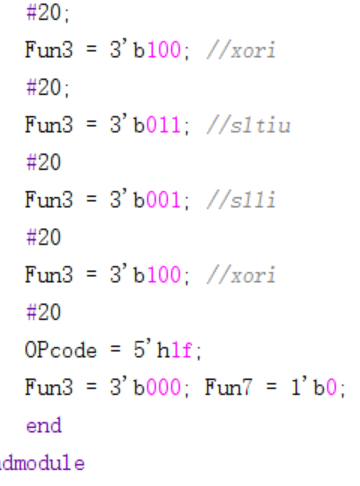 #20;
Fun3 = 3'b100; //xori
#20;
Fun3 = 3'b011; //sltiu
#20
Fun3 = 3'b001; //slli
#20
Fun3 = 3'b100; //xori
#20
OPcode = 5'h1f;
Fun3 = 3'b000; Fun7 = 1'b0;
end
dmodule